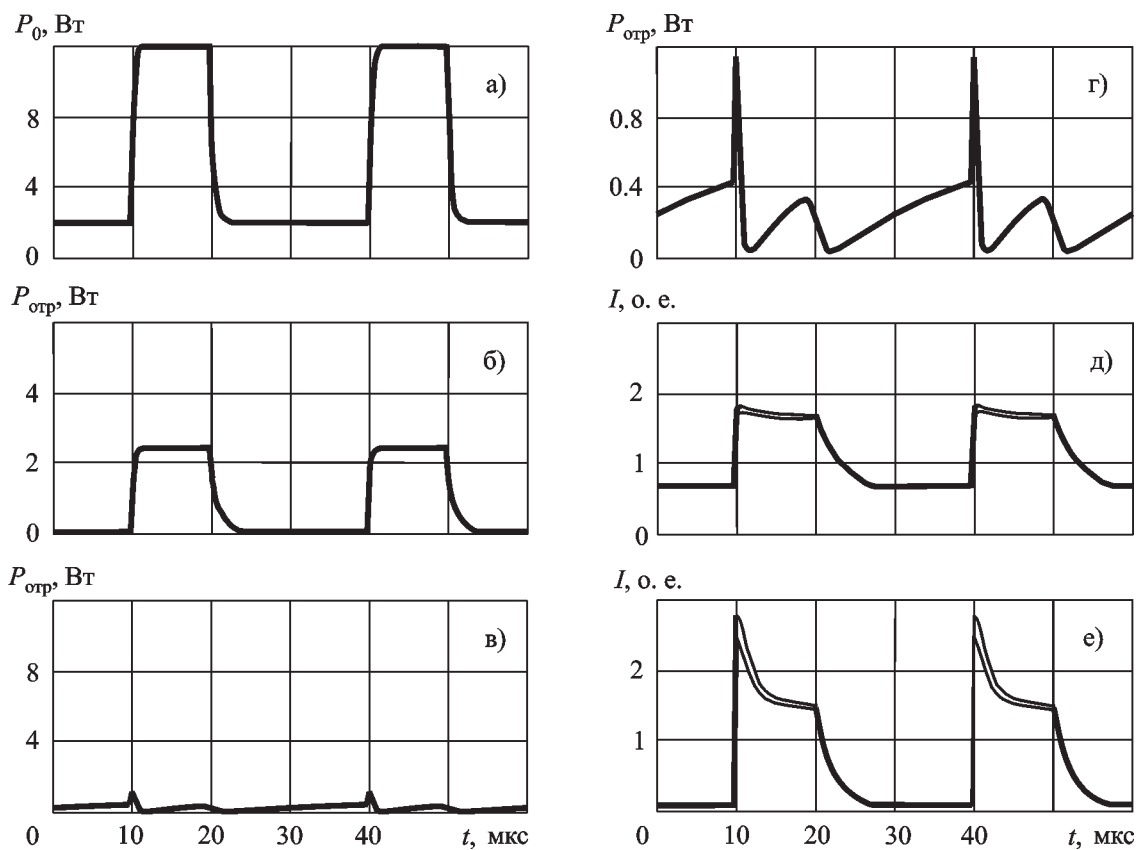 P₀, Вт
а)
8
4
0
Pотр, Вт
б)
4
2
0
Pотр, Вт
в)
8
4
0 10 20 30 40 t, мкс
Pотр, Вт
г)
0.8
0.4
0
I, о. е.
д)
2
1
0
I, о. е.
е)
2
1
0 10 20 30 40 t, мкс